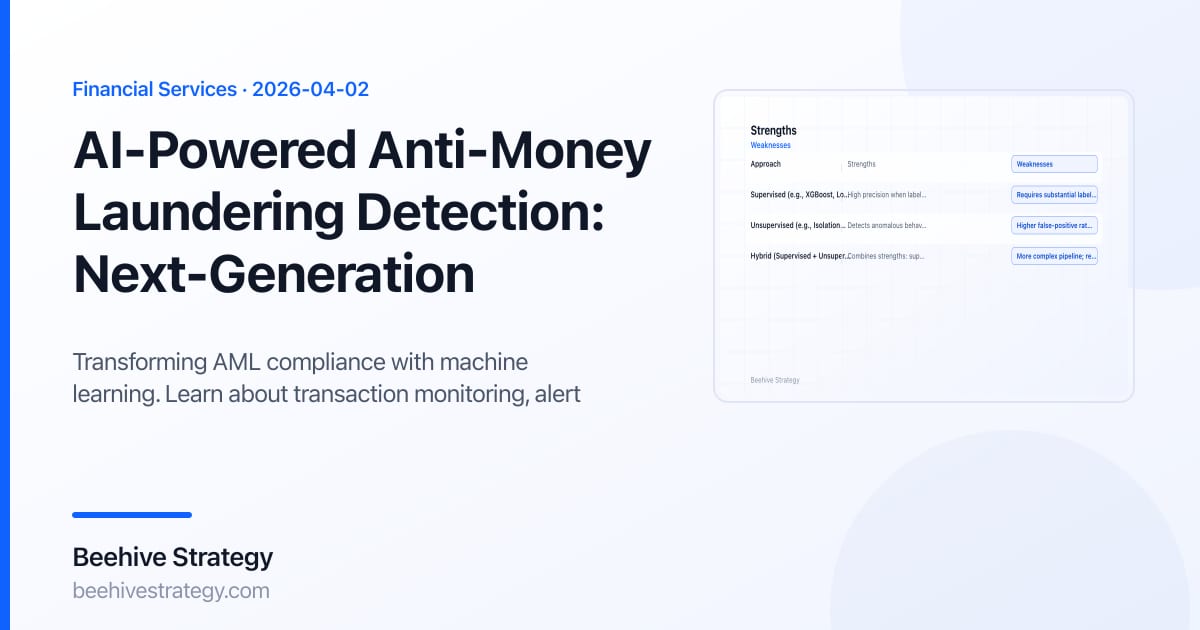 Financial Services · 2026-04-02
AI-Powered Anti-Money
Laundering Detection:
Next-Generation
Transforming AML compliance with machine
learning. Learn about transaction monitoring, alert
Beehive Strategy
beehivestrategy.com
Strengths
Weaknesses
Approach Strengths Weaknesses
Supervised (e.g., XGBoost, Lo... High precision when label... Requires substantial label...
Unsupervised (e.g., Isolation... Detects anomalous behav... Higher false-positive rat...
Hybrid (Supervised + Unsuper... Combines strengths: sup... More complex pipeline; re...
Beehive Strategy